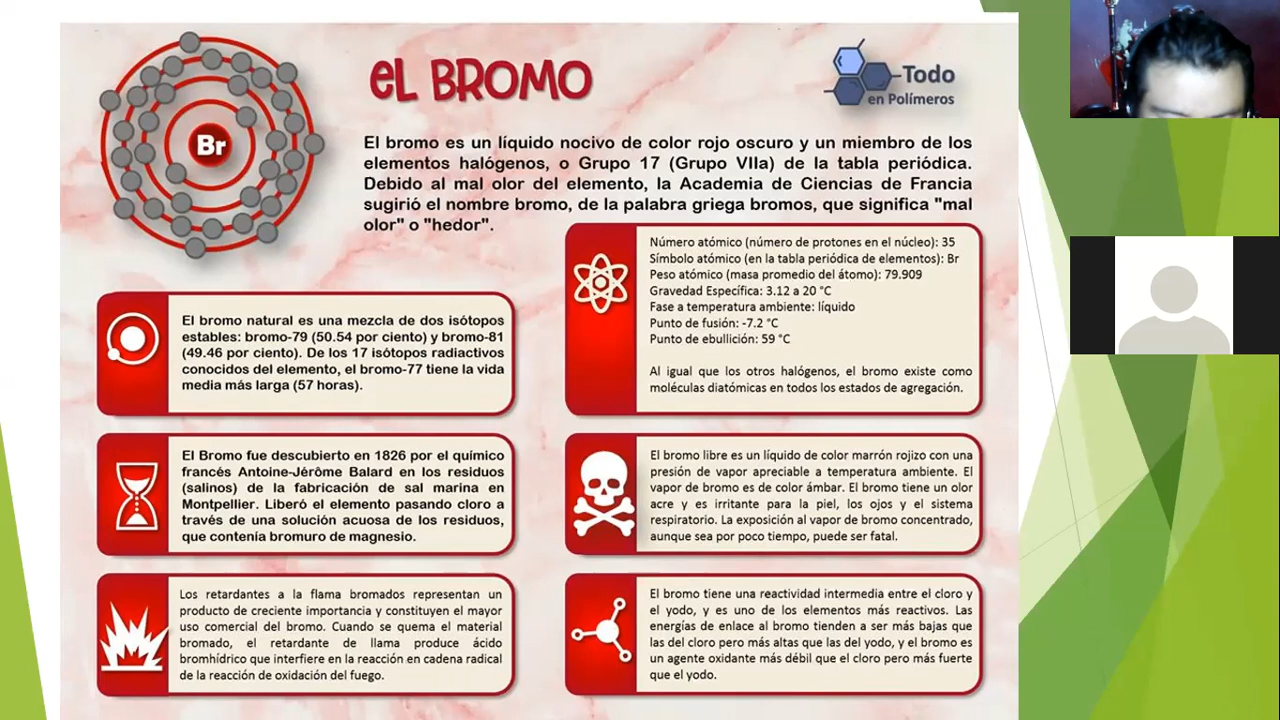 EL BROMO
Todo
en Polímeros
Br
El bromo es un líquido nocivo de color rojo oscuro y un miembro de los
elementos halógenos, o Grupo 17 (Grupo VIIa) de la tabla periódica.
Debido al mal olor del elemento, la Academia de Ciencias de Francia
sugirió el nombre bromo, de la palabra griega bromos, que significa "mal
olor" o "hedor".
Número atómico (número de protones en el núcleo): 35
Símbolo atómico (en la tabla periódica de elementos): Br
Peso atómico (masa promedio del átomo): 79.909
Gravedad Específica: 3.12 a 20 °C
Fase a temperatura ambiente: líquido
Punto de fusión: -7.2 °C
Punto de ebullición: 59 °C
Al igual que los otros halógenos, el bromo existe como
moléculas diatómicas en todos los estados de agregación.
El bromo natural es una mezcla de dos isótopos
estables: bromo-79 (50.54 por ciento) y bromo-81
(49.46 por ciento). De los 17 isótopos radiactivos
conocidos del elemento, el bromo-77 tiene la vida
media más larga (57 horas).
El Bromo fue descubierto en 1826 por el químico
francés Antoine-Jérôme Balard en los residuos
(salinos) de la fabricación de sal marina en
Montpellier. Liberó el elemento pasando cloro a
través de una solución acuosa de los residuos,
que contenía bromuro de magnesio.
El bromo libre es un líquido de color marrón rojizo con una
presión de vapor apreciable a temperatura ambiente. El
vapor de bromo es de color ámbar. El bromo tiene un olor
acre y es irritante para la piel, los ojos y el sistema
respiratorio. La exposición al vapor de bromo concentrado,
aunque sea por poco tiempo, puede ser fatal.
Los retardantes a la flama bromados representan un
producto de creciente importancia y constituyen el mayor
uso comercial del bromo. Cuando se quema el material
bromado, el retardante de llama produce ácido
bromhídrico que interfiere en la reacción en cadena radical
de la reacción de oxidación del fuego.
El bromo tiene una reactividad intermedia entre el cloro y
el yodo, y es uno de los elementos más reactivos. Las
energías de enlace al bromo tienden a ser más bajas que
las del cloro pero más altas que las del yodo, y el bromo es
un agente oxidante más débil que el cloro pero más fuerte
que el yodo.